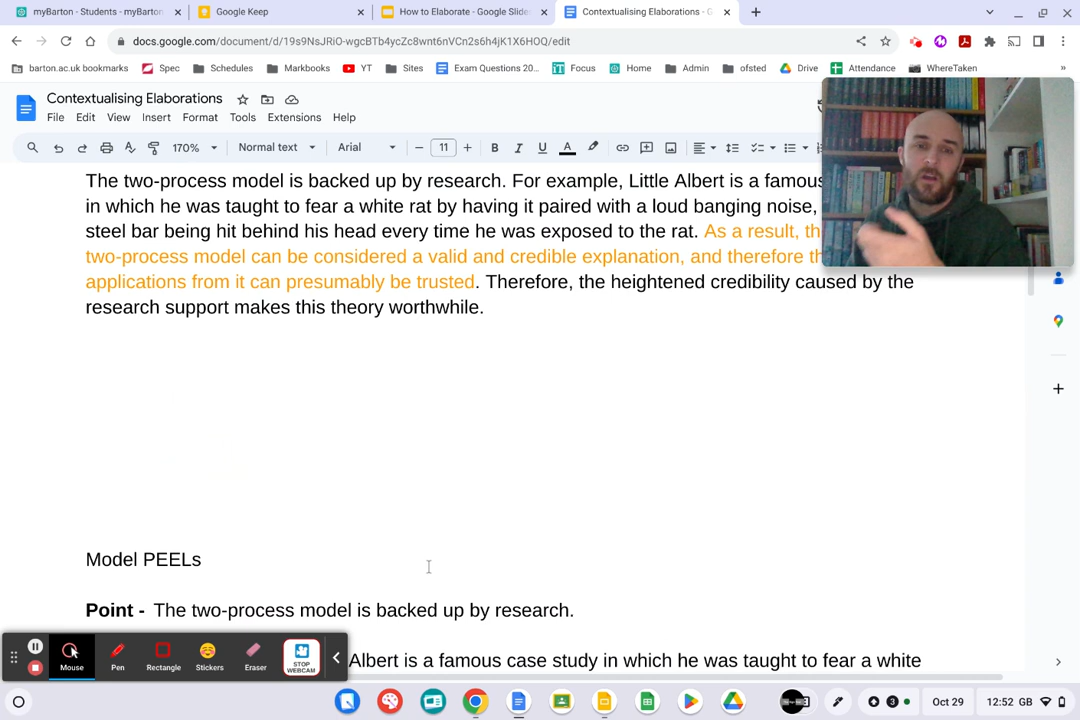 myBarton - Students - myBarton
Google Keep
How to Elaborate - Google Slide
Contextualising Elaborations - G
docs.google.com/document/d/19s9NsJRiO-wgcBTb4ycZc8wnt6nVCn2s6h4jK1X6HOQ/edit
barton.ac.uk bookmarks Spec Schedules Markbooks YT Sites Exam Questions 20... Focus Home Admin ofsted Drive Attendance WhereTaken »
Contextualising Elaborations
File Edit View Insert Format Tools Extensions Help
170% Normal text Arial 11 B I U A
The two-process model is backed up by research. For example, Little Albert is a famous
in which he was taught to fear a white rat by having it paired with a loud banging noise,
steel bar being hit behind his head every time he was exposed to the rat. As a result, th
two-process model can be considered a valid and credible explanation, and therefore th
applications from it can presumably be trusted. Therefore, the heightened credibility caused by the
research support makes this theory worthwhile.
Model PEELs
Point - The two-process model is backed up by research.
Albert is a famous case study in which he was taught to fear a white
Mouse Pen Rectangle Stickers Eraser STOP WEBCAM
3 Oct 29 12:52 GB